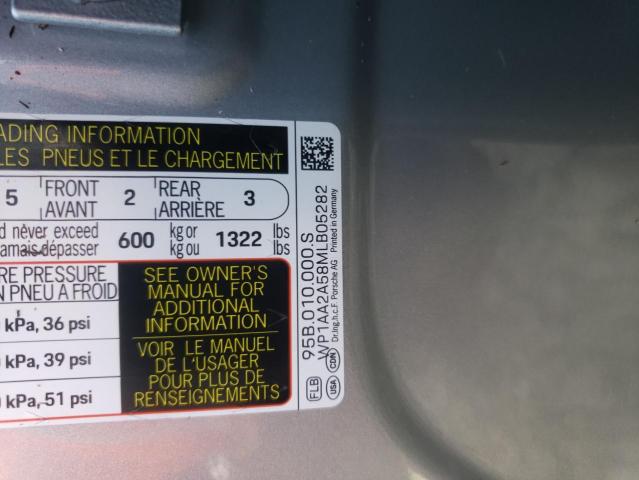 ADING INFORMATION
LES PNEUS ET LE CHARGEMENT
5 FRONT AVANT 2 REAR ARRIÈRE 3
d never exceed
amais dépasser 600 kg or kg ou 1322 lbs lbs
RE PRESSURE
N PNEU A FROID
kPa, 36 psi
kPa, 39 psi
kPa, 51 psi
SEE OWNER'S
MANUAL FOR
ADDITIONAL
INFORMATION
VOIR LE MANUEL
DE L'USAGER
POUR PLUS DE
RENSEIGNEMENTS
95B.010.000.S
WP1AA2A58MLB05282
Dr.Ing.h.c.F. Porsche AG Printed in Germany
FLB USA CDN